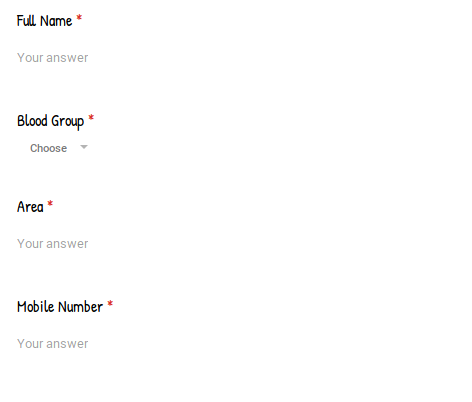 Full Name *
Your answer
Blood Group *
Choose
Area *
Your answer
Mobile Number *
Your answer